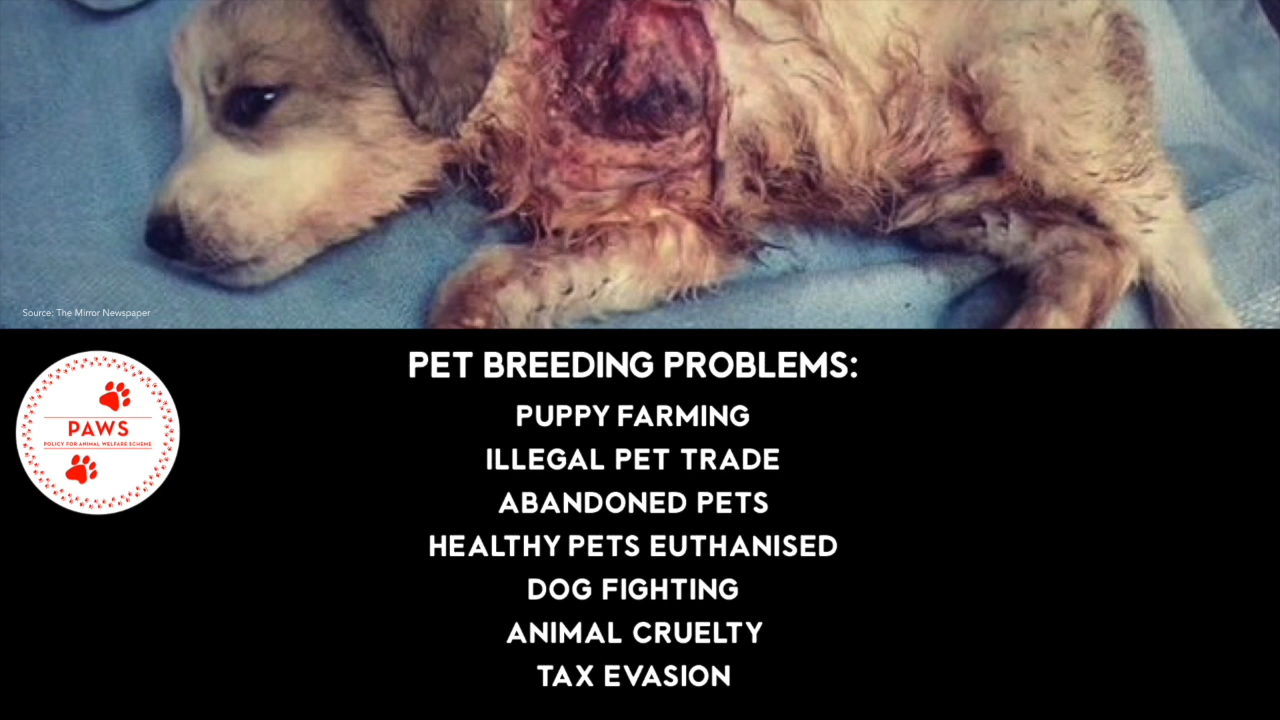 Source: The Mirror Newspaper
PAWS
POLICY FOR ANIMAL WELFARE SCHEME
PET BREEDING PROBLEMS:
PUPPY FARMING
ILLEGAL PET TRADE
ABANDONED PETS
HEALTHY PETS EUTHANISED
DOG FIGHTING
ANIMAL CRUELTY
TAX EVASION